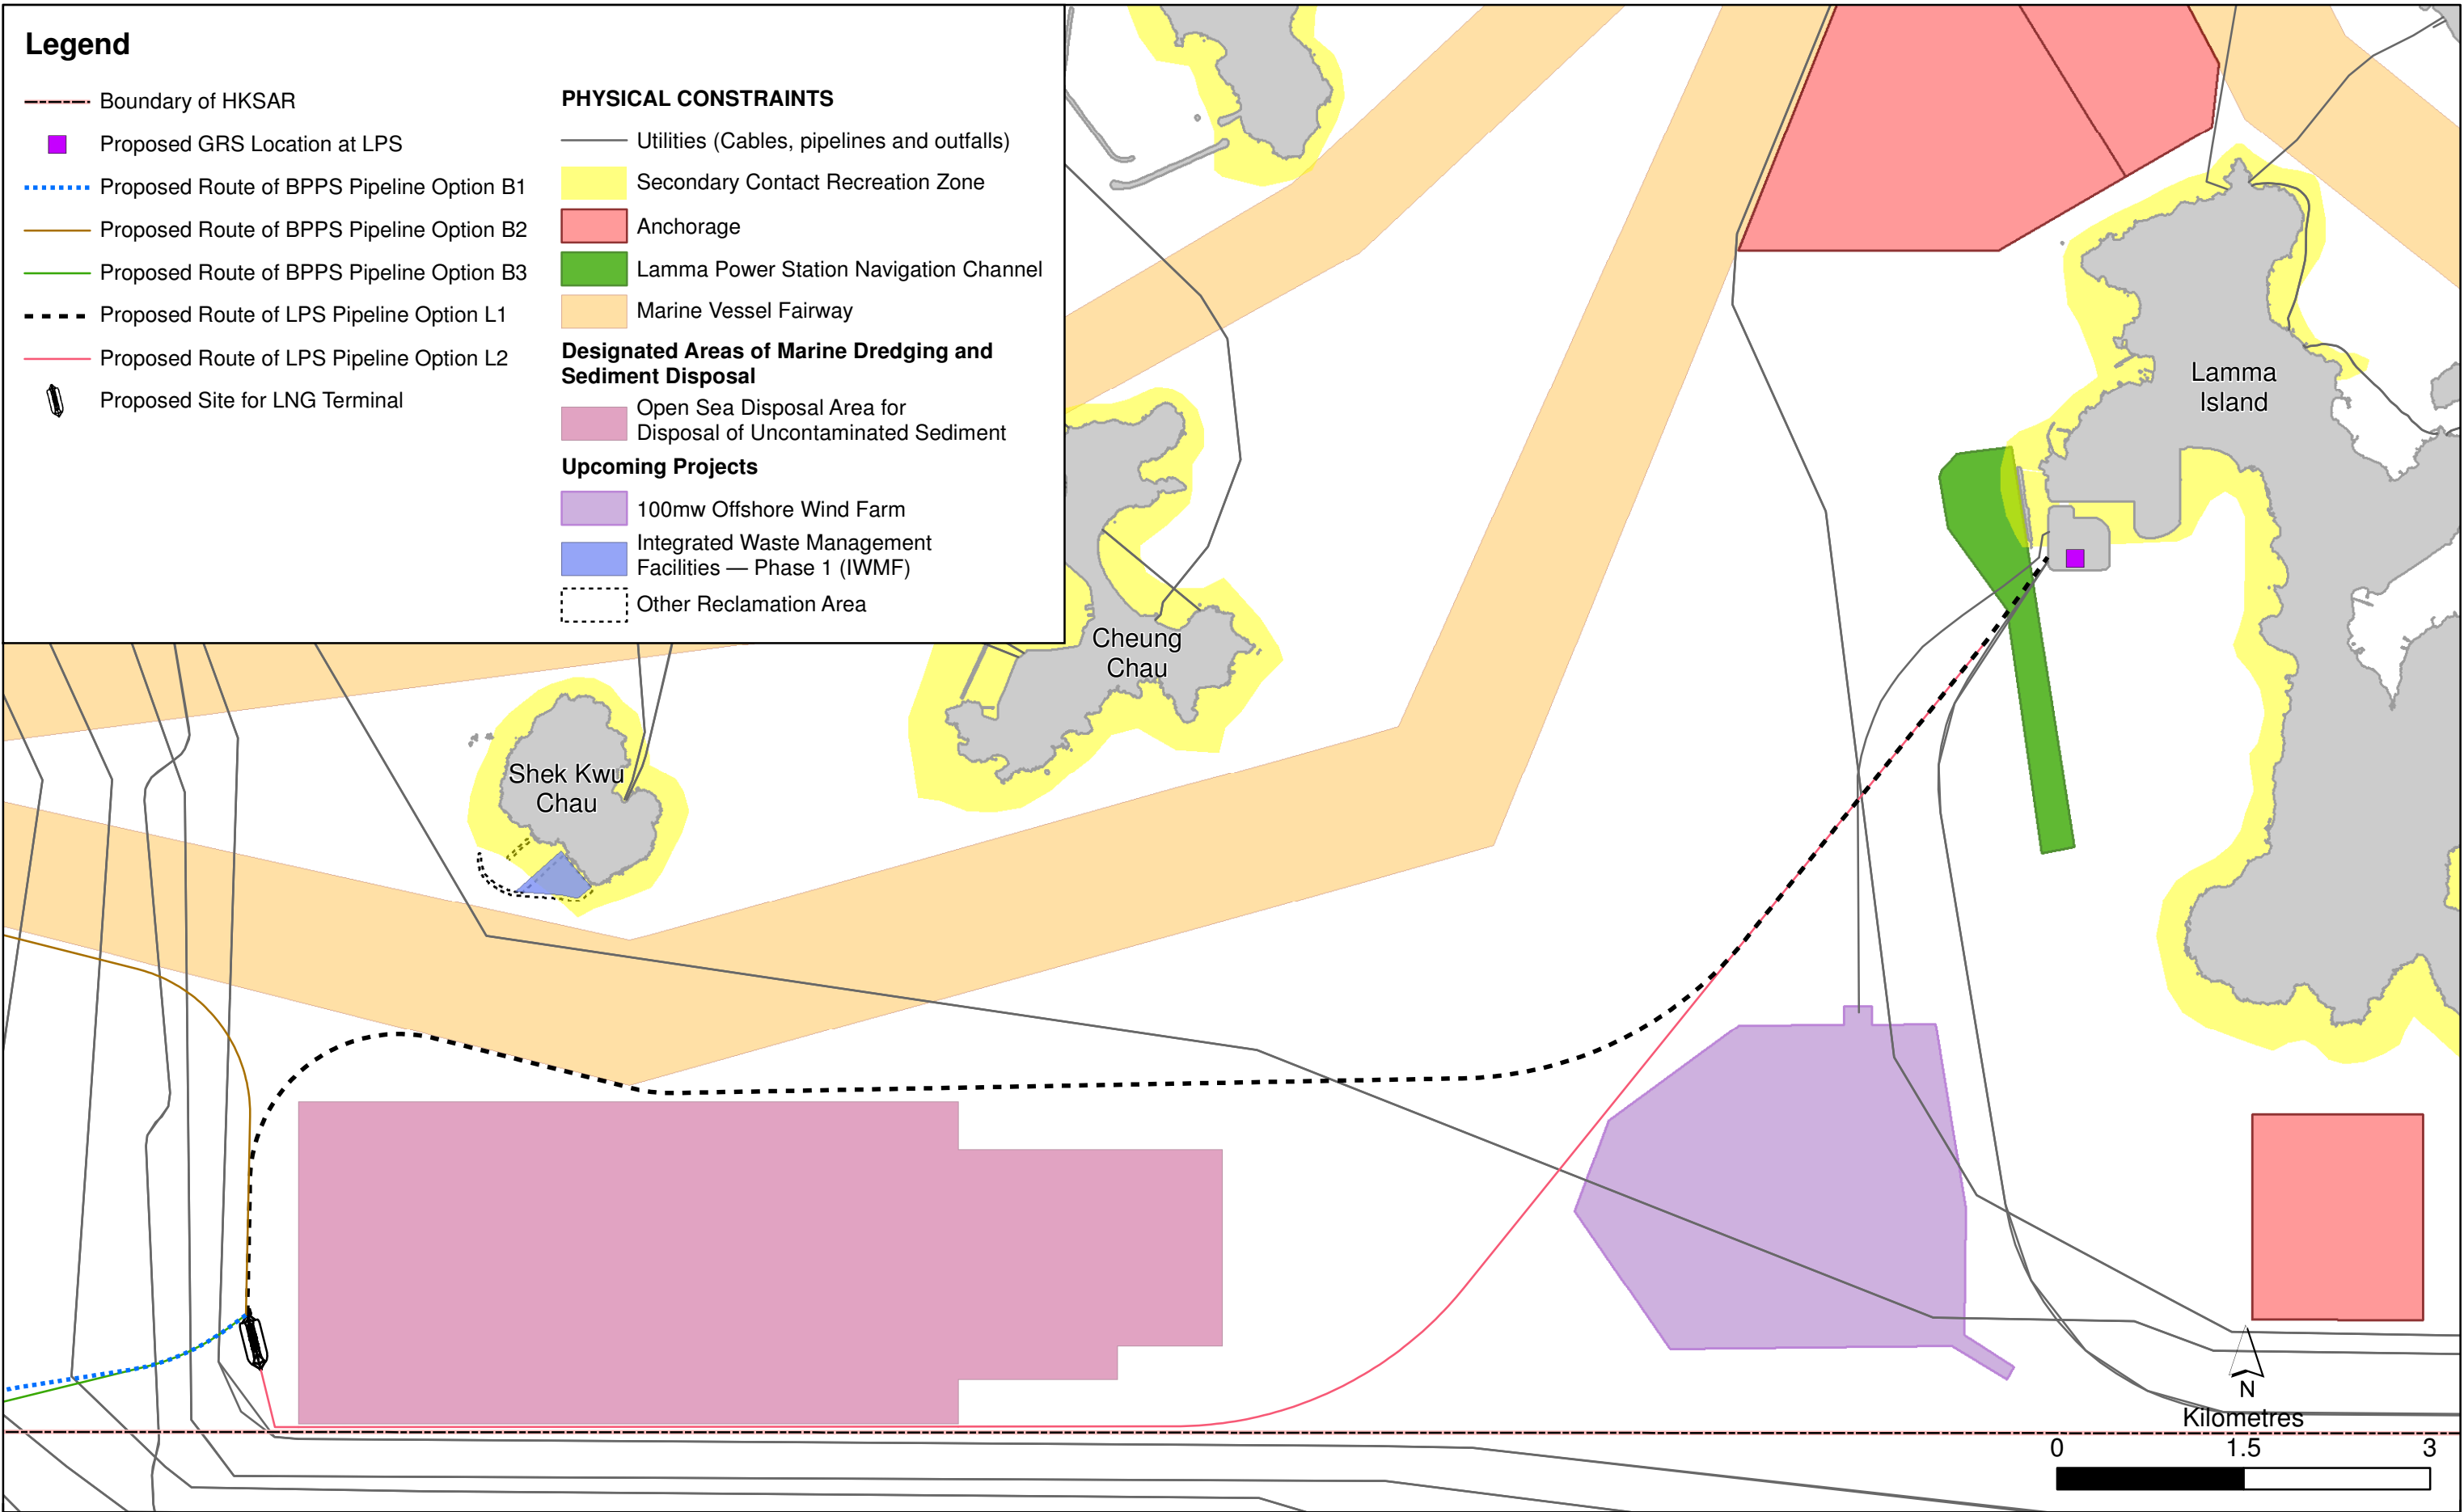 Legend
Boundary of HKSAR
Proposed GRS Location at LPS
Proposed Route of BPPS Pipeline Option B1
Proposed Route of BPPS Pipeline Option B2
Proposed Route of BPPS Pipeline Option B3
Proposed Route of LPS Pipeline Option L1
Proposed Route of LPS Pipeline Option L2
Proposed Site for LNG Terminal
PHYSICAL CONSTRAINTS
Utilities (Cables, pipelines and outfalls)
Secondary Contact Recreation Zone
Anchorage
Lamma Power Station Navigation Channel
Marine Vessel Fairway
Designated Areas of Marine Dredging and
Sediment Disposal
Open Sea Disposal Area for
Disposal of Uncontaminated Sediment
Upcoming Projects
100mw Offshore Wind Farm
Integrated Waste Management
Facilities — Phase 1 (IWMF)
Other Reclamation Area
Lamma
Island
Cheung
Chau
Shek Kwu
Chau
N
Kilometres
0 1.5 3